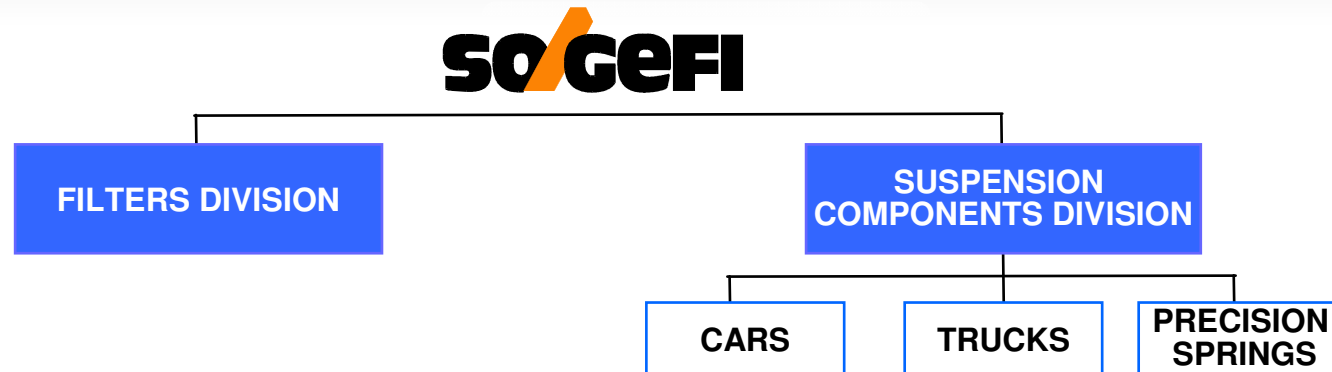 SOGEFI
FILTERS DIVISION
SUSPENSION
COMPONENTS DIVISION
CARS
TRUCKS
PRECISION
SPRINGS